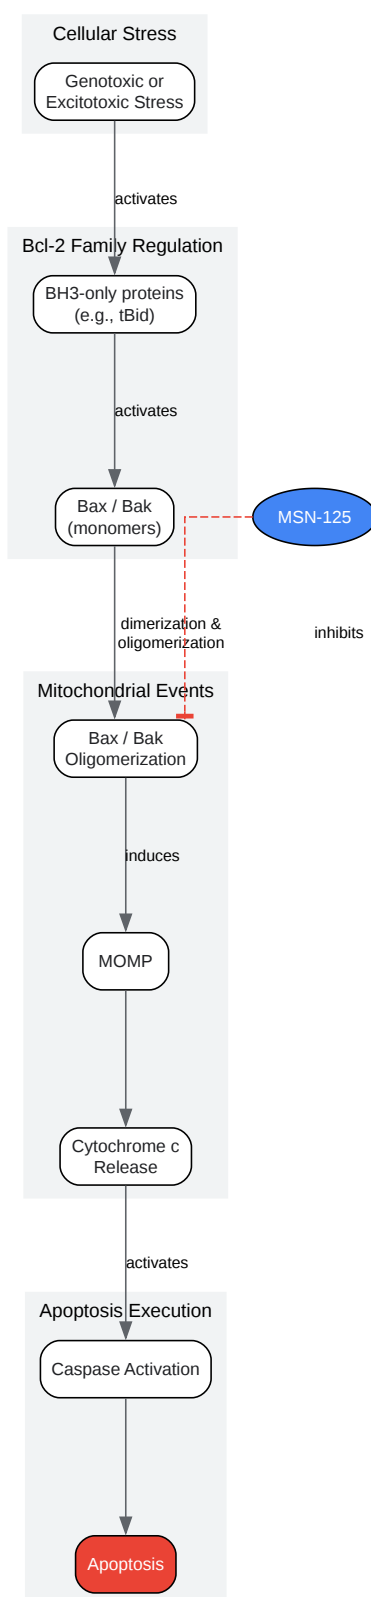 Cellular Stress
Genotoxic or
Excitotoxic Stress
activates
Bcl-2 Family Regulation
BH3-only proteins
(e.g., tBid)
activates
Bax / Bak
(monomers)
MSN-125
dimerization &
oligomerization
inhibits
Mitochondrial Events
Bax / Bak
Oligomerization
induces
MOMP
Cytochrome c
Release
activates
Apoptosis Execution
Caspase Activation
Apoptosis